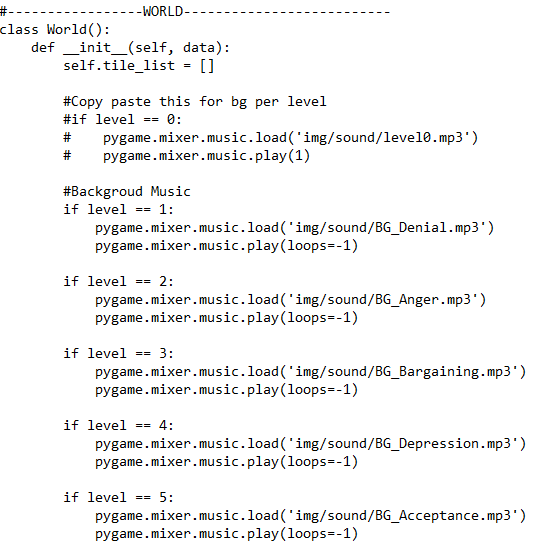 #-----------------WORLD--------------------------
class World():
    def __init__(self, data):
        self.tile_list = []

        #Copy paste this for bg per level
        #if level == 0:
        #    pygame.mixer.music.load('img/sound/level0.mp3')
        #    pygame.mixer.music.play(1)

        #Backgroud Music
        if level == 1:
            pygame.mixer.music.load('img/sound/BG_Denial.mp3')
            pygame.mixer.music.play(loops=-1)

        if level == 2:
            pygame.mixer.music.load('img/sound/BG_Anger.mp3')
            pygame.mixer.music.play(loops=-1)

        if level == 3:
            pygame.mixer.music.load('img/sound/BG_Bargaining.mp3')
            pygame.mixer.music.play(loops=-1)

        if level == 4:
            pygame.mixer.music.load('img/sound/BG_Depression.mp3')
            pygame.mixer.music.play(loops=-1)

        if level == 5:
            pygame.mixer.music.load('img/sound/BG_Acceptance.mp3')
            pygame.mixer.music.play(loops=-1)